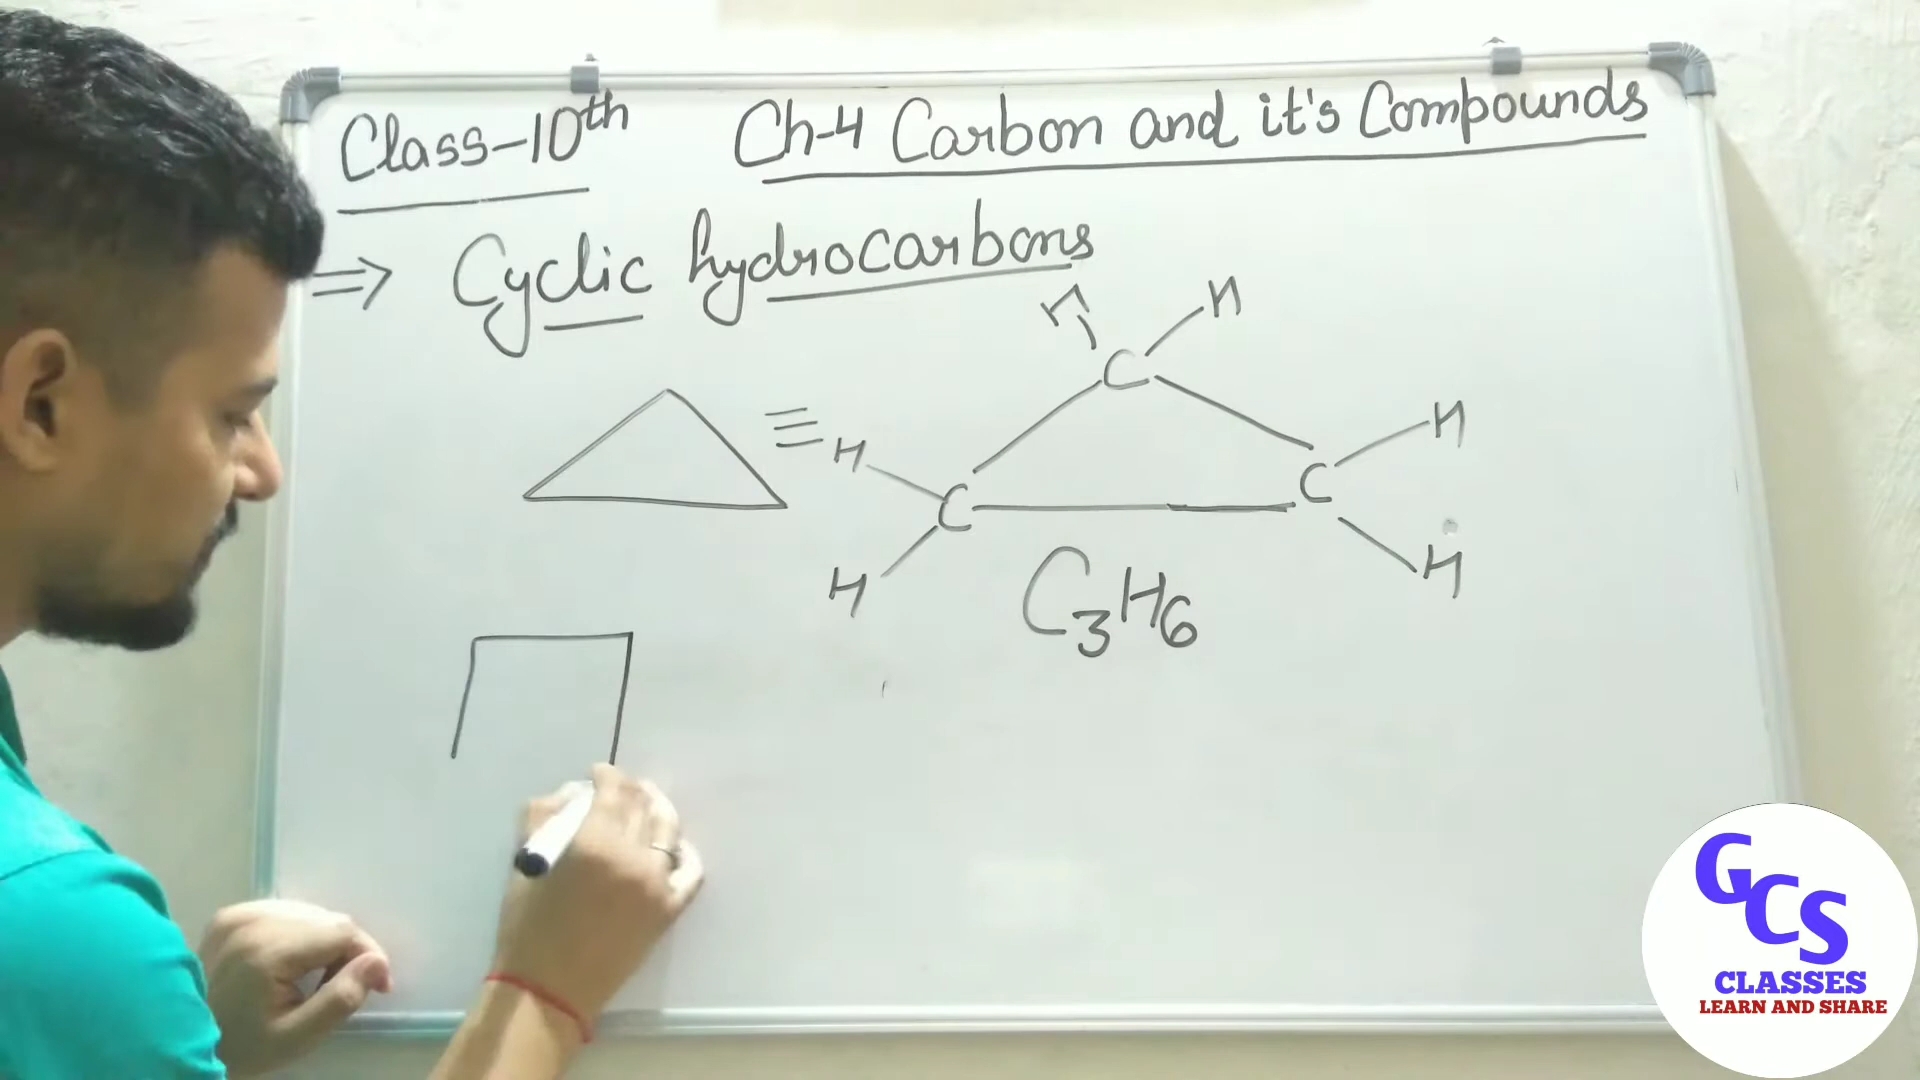 Class-10th Ch-4 Carbon and it's Compounds
⇒ Cyclic hydrocarbons
H H
C
≡
H H
C C
H H
C3H6
GCS
CLASSES
LEARN AND SHARE